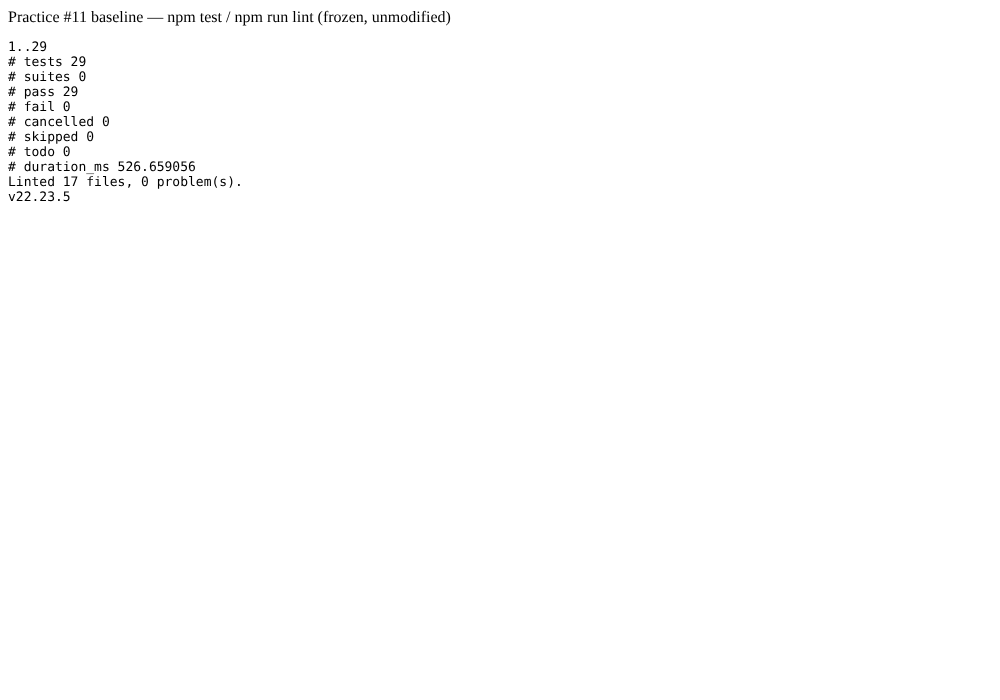 Practice #11 baseline — npm test / npm run lint (frozen, unmodified)
1..29
# tests 29
# suites 0
# pass 29
# fail 0
# cancelled 0
# skipped 0
# todo 0
# duration_ms 526.659056
Linted 17 files, 0 problem(s).
v22.23.5